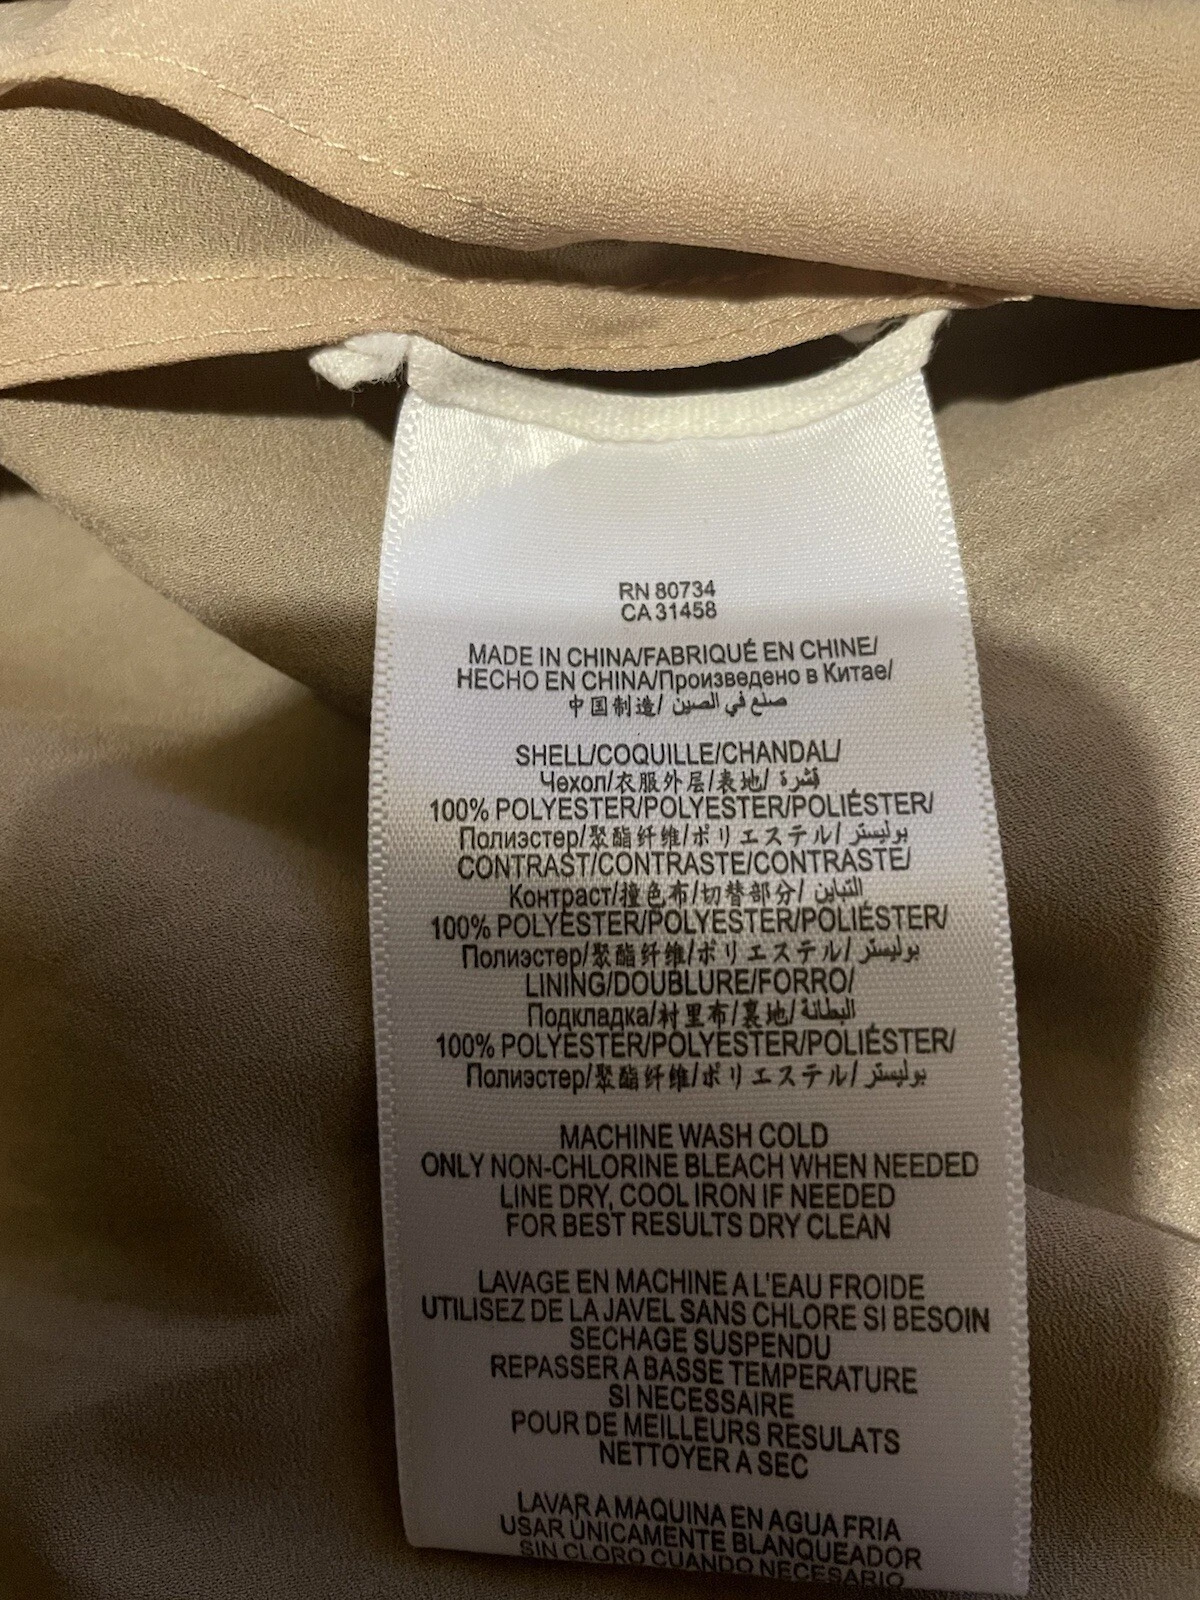 RN 80734
CA 31458
MADE IN CHINA/FABRIQUÉ EN CHINE/
HECHO EN CHINA/Произведено в Китае/
中国制造/ صنع في الصين
SHELL/COQUILLE/CHANDAL/
Чехол/衣服外层/表地/ قشرة
100% POLYESTER/POLYESTER/POLIÉSTER/
Полиэстер/聚酯纤维/ポリエステル/ بوليستر
CONTRAST/CONTRASTE/CONTRASTE/
Контраст/撞色布/切替部分/ التباين
100% POLYESTER/POLYESTER/POLIÉSTER/
Полиэстер/聚酯纤维/ポリエステル/ بوليستر
LINING/DOUBLURE/FORRO/
Подкладка/衬里布/裏地/ البطانة
100% POLYESTER/POLYESTER/POLIÉSTER/
Полиэстер/聚酯纤维/ポリエステル/ بوليستر
MACHINE WASH COLD
ONLY NON-CHLORINE BLEACH WHEN NEEDED
LINE DRY, COOL IRON IF NEEDED
FOR BEST RESULTS DRY CLEAN
LAVAGE EN MACHINE A L'EAU FROIDE
UTILISEZ DE LA JAVEL SANS CHLORE SI BESOIN
SECHAGE SUSPENDU
REPASSER A BASSE TEMPERATURE
SI NECESSAIRE
POUR DE MEILLEURS RESULATS
NETTOYER A SEC
LAVAR A MAQUINA EN AGUA FRIA
USAR ÚNICAMENTE BLANQUEADOR
SIN CLORO CUANDO NECESARIO